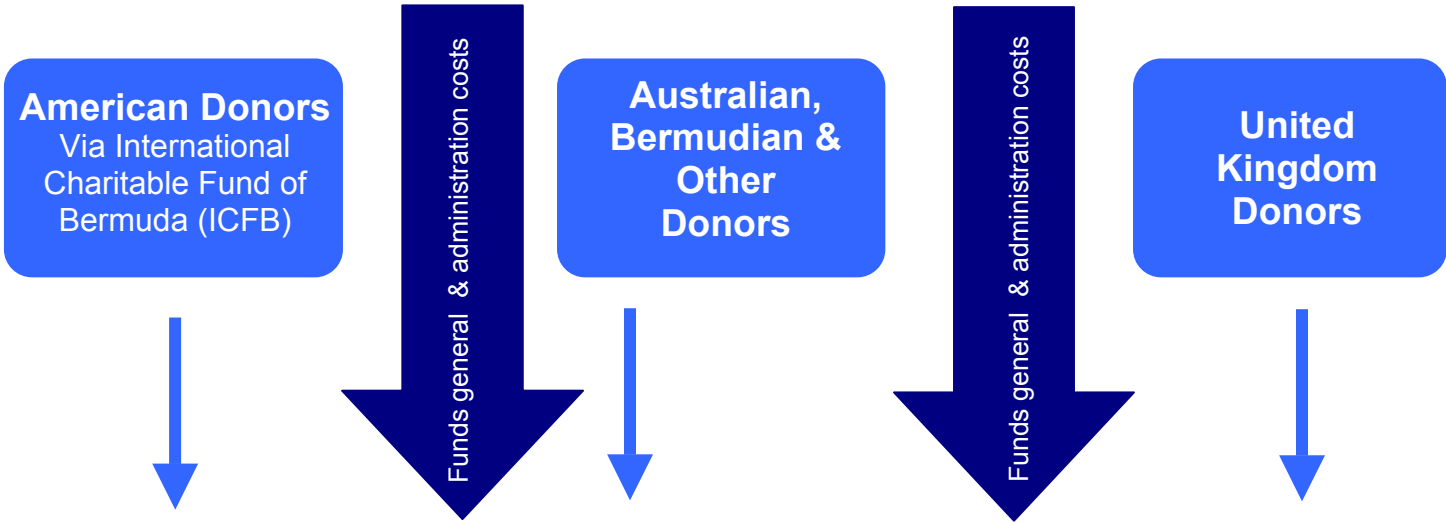 American Donors
Via International
Charitable Fund of
Bermuda (ICFB)
Funds general & administration costs
Australian,
Bermudian &
Other
Donors
Funds general & administration costs
United
Kingdom
Donors